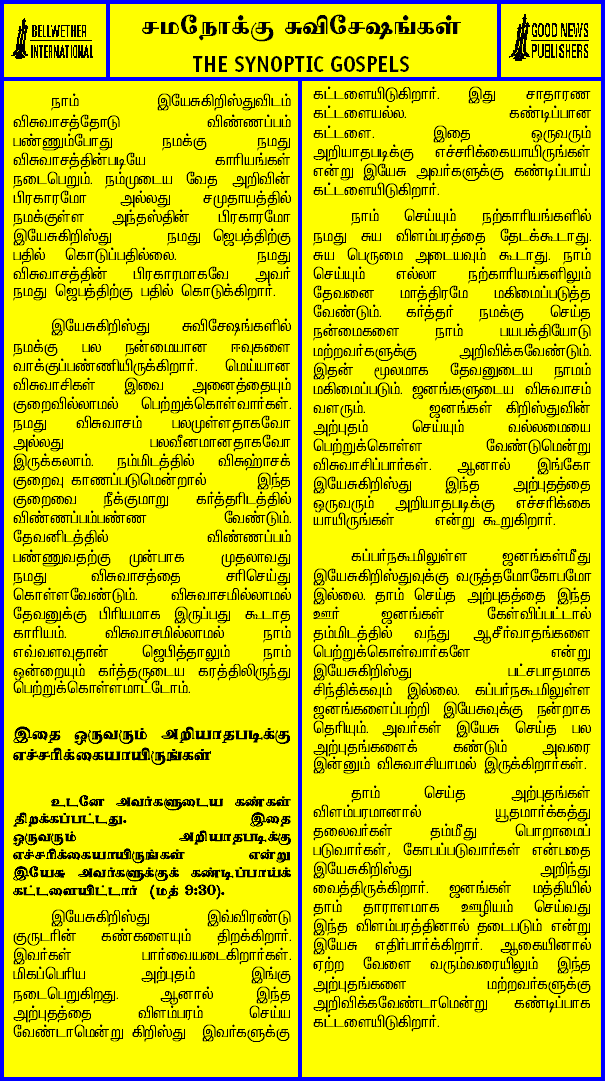 BELLWETHER
INTERNATIONAL
சமநோக்கு சுவிசேஷங்கள்
THE SYNOPTIC GOSPELS
GOOD NEWS
PUBLISHERS
நாம் இயேசுகிறிஸ்துவிடம்
விசுவாசத்தோடு விண்ணப்பம்
பண்ணும்போது நமக்கு நமது
விசுவாசத்தின்படியே காரியங்கள்
நடைபெறும். நம்முடைய வேத அறிவின்
பிரகாரமோ அல்லது சமுதாயத்தில்
நமக்குள்ள அந்தஸ்தின் பிரகாரமோ
இயேசுகிறிஸ்து நமது ஜெபத்திற்கு
பதில் கொடுப்பதில்லை. நமது
விசுவாசத்தின் பிரகாரமாகவே அவர்
நமது ஜெபத்திற்கு பதில் கொடுக்கிறார்.
இயேசுகிறிஸ்து சுவிசேஷங்களில்
நமக்கு பல நன்மையான ஈவுகளை
வாக்குப்பண்ணியிருக்கிறார். மெய்யான
விசுவாசிகள் இவை அனைத்தையும்
குறைவில்லாமல் பெற்றுக்கொள்வார்கள்.
நமது விசுவாசம் பலமுள்ளதாகவோ
அல்லது பலவீனமானதாகவோ
இருக்கலாம். நம்மிடத்தில் விசுஹாசக்
குறைவு காணப்படுமென்றால் இந்த
குறைவை நீக்குமாறு கர்த்தரிடத்தில்
விண்ணப்பம்பண்ண வேண்டும்.
தேவனிடத்தில் விண்ணப்பம்
பண்ணுவதற்கு முன்பாக முதலாவது
நமது விசுவாசத்தை சரிசெய்து
கொள்ளவேண்டும். விசுவாசமில்லாமல்
தேவனுக்கு பிரியமாக இருப்பது கூடாத
காரியம். விசுவாசமில்லாமல் நாம்
எவ்வளவுதான் ஜெபித்தாலும் நாம்
ஒன்றையும் கர்த்தருடைய கரத்திலிருந்து
பெற்றுக்கொள்ளமாட்டோம்.
இதை ஒருவரும் அறியாதபடிக்கு
எச்சரிக்கையாயிருங்கள்
உடனே அவர்களுடைய கண்கள்
திறக்கப்பட்டது. இதை
ஒருவரும் அறியாதபடிக்கு
எச்சரிக்கையாயிருங்கள் என்று
இயேசு அவர்களுக்குக் கண்டிப்பாய்க்
கட்டளையிட்டார் (மத் 9:30).
இயேசுகிறிஸ்து இவ்விரண்டு
குருடரின் கண்களையும் திறக்கிறார்.
இவர்கள் பார்வையடைகிறார்கள்.
மிகப்பெரிய அற்புதம் இங்கு
நடைபெறுகிறது. ஆனால் இந்த
அற்புதத்தை விளம்பரம் செய்ய
வேண்டாமென்று கிறிஸ்து இவர்களுக்கு
கட்டளையிடுகிறார். இது சாதாரண
கட்டளையல்ல. கண்டிப்பான
கட்டளை. இதை ஒருவரும்
அறியாதபடிக்கு எச்சரிக்கையாயிருங்கள்
என்று இயேசு அவர்களுக்கு கண்டிப்பாய்
கட்டளையிடுகிறார்.
நாம் செய்யும் நற்காரியங்களில்
நமது சுய விளம்பரத்தை தேடக்கூடாது.
சுய பெருமை அடையவும் கூடாது. நாம்
செய்யும் எல்லா நற்காரியங்களிலும்
தேவனை மாத்திரமே மகிமைப்படுத்த
வேண்டும். கர்த்தர் நமக்கு செய்த
நன்மைகளை நாம் பயபக்தியோடு
மற்றவர்களுக்கு அறிவிக்கவேண்டும்.
இதன் மூலமாக தேவனுடைய நாமம்
மகிமைப்படும். ஜனங்களுடைய விசுவாசம்
வளரும். ஜனங்கள் கிறிஸ்துவின்
அற்புதம் செய்யும் வல்லமையை
பெற்றுக்கொள்ள வேண்டுமென்று
விசுவாசிப்பார்கள். ஆனால் இங்கோ
இயேசுகிறிஸ்து இந்த அற்புதத்தை
ஒருவரும் அறியாதபடிக்கு எச்சரிக்கை
யாயிருங்கள் என்று கூறுகிறார்.
கப்பர்நகூமிலுள்ள ஜனங்கள்மீது
இயேசுகிறிஸ்துவுக்கு வருத்தமோகோபமோ
இல்லை. தாம் செய்த அற்புதத்தை இந்த
ஊர் ஜனங்கள் கேள்விப்பட்டால்
தம்மிடத்தில் வந்து ஆசீர்வாதங்களை
பெற்றுக்கொள்வார்களே என்று
இயேசுகிறிஸ்து பட்சபாதமாக
சிந்திக்கவும் இல்லை. கப்பர்நகூமிலுள்ள
ஜனங்களைப்பற்றி இயேசுவுக்கு நன்றாக
தெரியும். அவர்கள் இயேசு செய்த பல
அற்புதங்களைக் கண்டும் அவரை
இன்னும் விசுவாசியாமல் இருக்கிறார்கள்.
தாம் செய்த அற்புதங்கள்
விளம்பரமானால் யூதமார்க்கத்து
தலைவர்கள் தம்மீது பொறாமைப்
படுவார்கள், கோபப்படுவார்கள் என்பதை
இயேசுகிறிஸ்து அறிந்து
வைத்திருக்கிறார். ஜனங்கள் மத்தியில்
தாம் தாராளமாக ஊழியம் செய்வது
இந்த விளம்பரத்தினால் தடைபடும் என்று
இயேசு எதிர்பார்க்கிறார். ஆகையினால்
ஏற்ற வேளை வரும்வரையிலும் இந்த
அற்புதங்களை மற்றவர்களுக்கு
அறிவிக்கவேண்டாமென்று கண்டிப்பாக
கட்டளையிடுகிறார்.